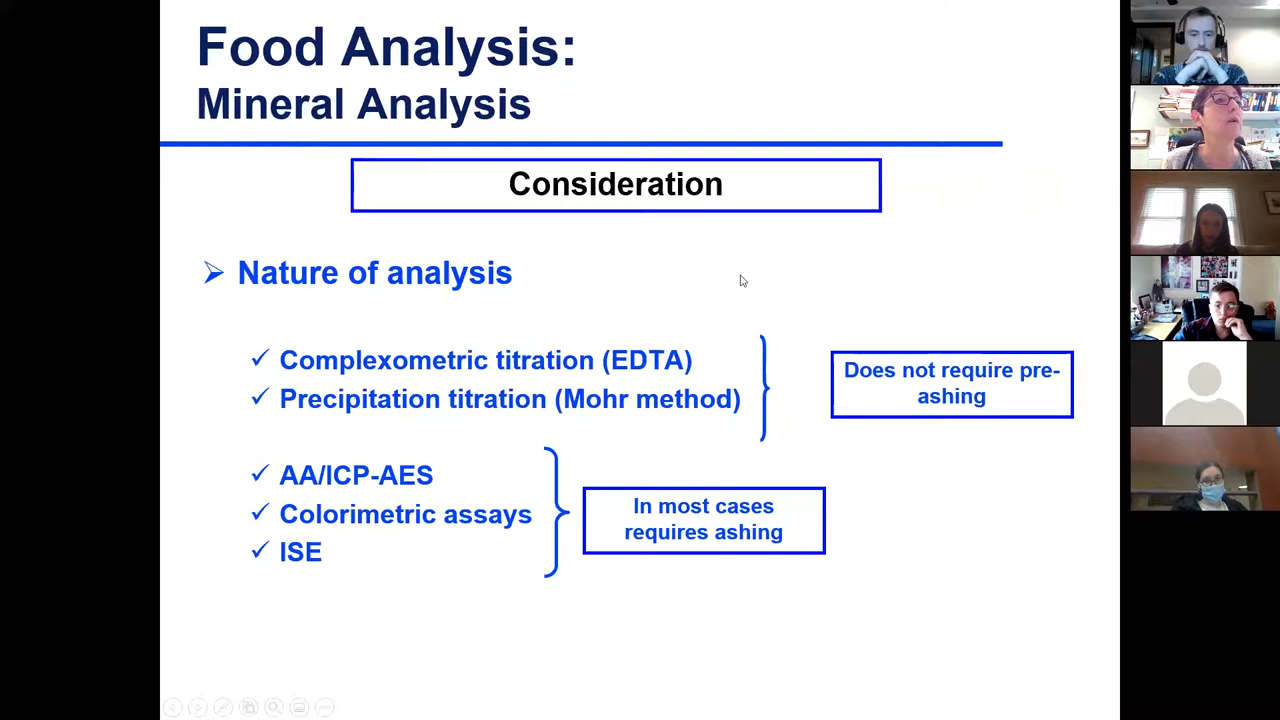 Food Analysis:
Mineral Analysis
Consideration
Nature of analysis
Complexometric titration (EDTA)
Precipitation titration (Mohr method)
Does not require pre-
ashing
AA/ICP-AES
Colorimetric assays
ISE
In most cases
requires ashing